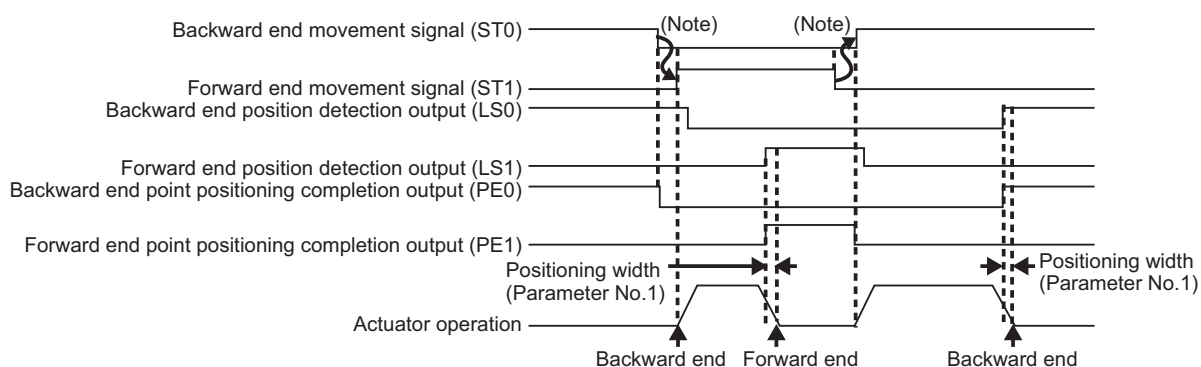 Backward end movement signal (ST0)
(Note)
(Note)
Forward end movement signal (ST1)
Backward end position detection output (LS0)
Forward end position detection output (LS1)
Backward end point positioning completion output (PE0)
Forward end point positioning completion output (PE1)
Positioning width
(Parameter No.1)
Positioning width
(Parameter No.1)
Actuator operation
Backward end
Forward end
Backward end